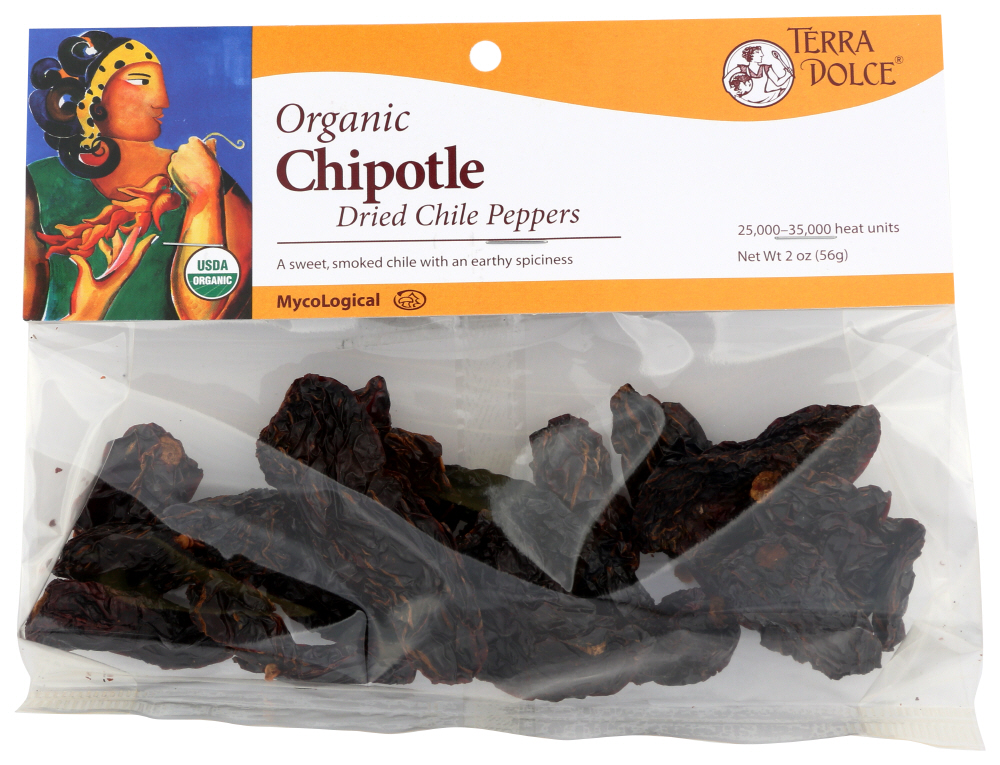 TERRA
DOLCE®
Organic
Chipotle
Dried Chile Peppers
25,000–35,000 heat units
A sweet, smoked chile with an earthy spiciness
Net Wt 2 oz (56g)
USDA
ORGANIC
MycoLogical